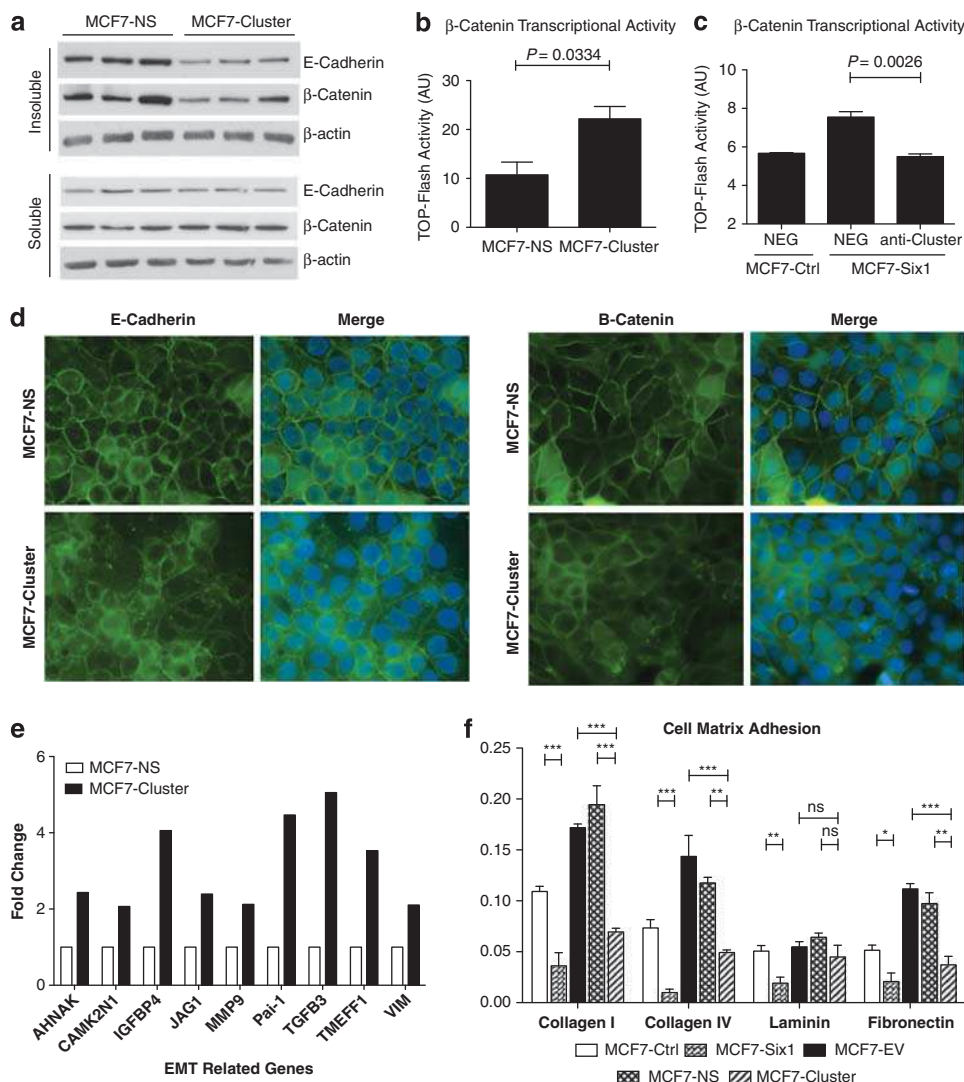 a
MCF7-NS MCF7-Cluster
Insoluble
E-Cadherin
β-Catenin
β-actin
Soluble
E-Cadherin
β-Catenin
β-actin
b
β-Catenin Transcriptional Activity
P = 0.0334
TOP-Flash Activity (AU)
30
20
10
0
MCF7-NS MCF7-Cluster
c
β-Catenin Transcriptional Activity
P = 0.0026
TOP-Flash Activity (AU)
10
8
6
4
2
NEG NEG anti-Cluster
MCF7-Ctrl MCF7-Six1
d
E-Cadherin Merge B-Catenin Merge
MCF7-NS
MCF7-Cluster
MCF7-NS
MCF7-Cluster
e
MCF7-NS
MCF7-Cluster
Fold Change
6
4
2
0
AHNAK CAMK2N1 IGFBP4 JAG1 MMP9 Pai-1 TGFB3 TMEFF1 VIM
EMT Related Genes
f
Cell Matrix Adhesion
0.25
0.20
0.15
0.10
0.05
0.00
*** *** ***
*** *** **
** ns ns
* *** **
Collagen I Collagen IV Laminin Fibronectin
MCF7-Ctrl MCF7-Six1 MCF7-EV
MCF7-NS MCF7-Cluster